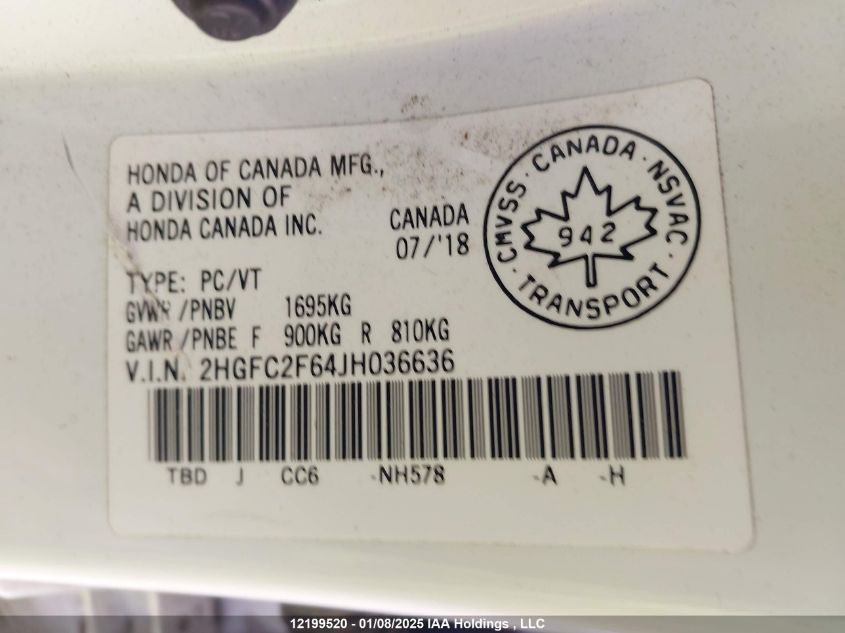 HONDA OF CANADA MFG.,
A DIVISION OF
HONDA CANADA INC.
CANADA
07/'18
CMVSS · CANADA · NSVAC · TRANSPORT ·
942
TYPE: PC/VT
GVWR/PNBV 1695KG
GAWR/PNBE F 900KG R 810KG
V.I.N. 2HGFC2F64JH036636
TBD J CC6 -NH578 -A -H
12199520 - 01/08/2025 IAA Holdings , LLC